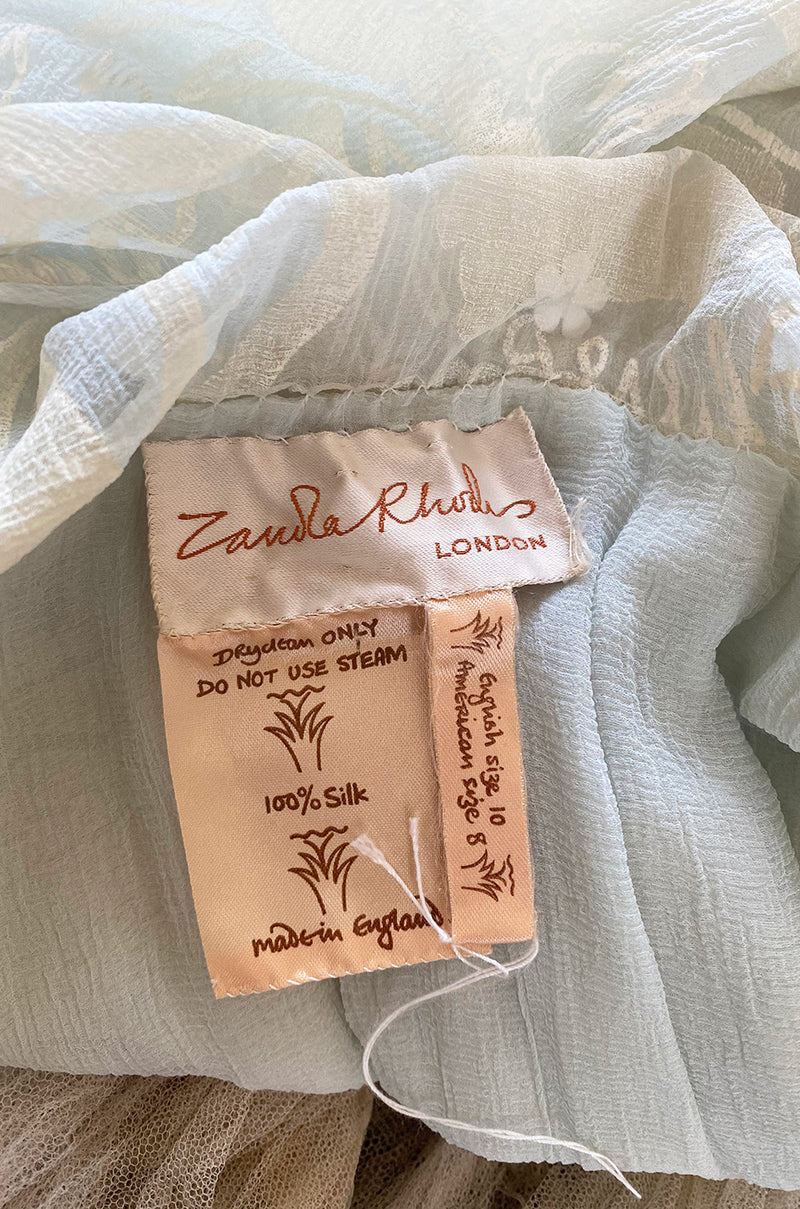 Zandra Rhodes
LONDON
Dryclean ONLY
DO NOT USE STEAM
100% Silk
made in England
English size 10
AMERICAN size 8